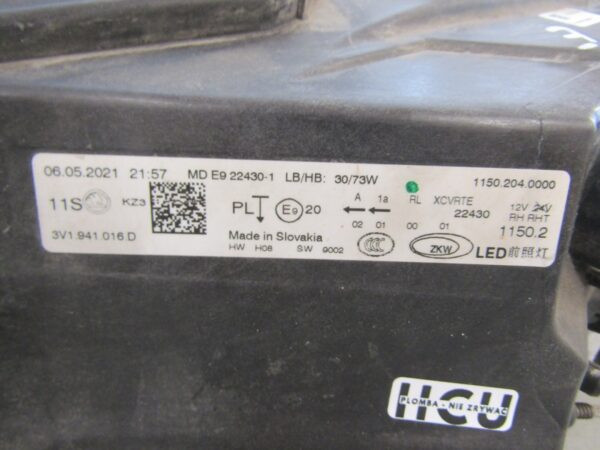 06.05.2021 21:57 MD E9 22430-1 LB/HB: 30/73W 1150.204.0000
11S KZ3 PL E9 20 A 1a RL XCVRTE 12V 24V
22430 RH RHT
02 01 00 01 1150.2
3V1.941.016 D Made in Slovakia
HW H08 SW 9002 CCC ZKW LED前照灯
HCU
PLOMBA - NIE ZRYWAĆ